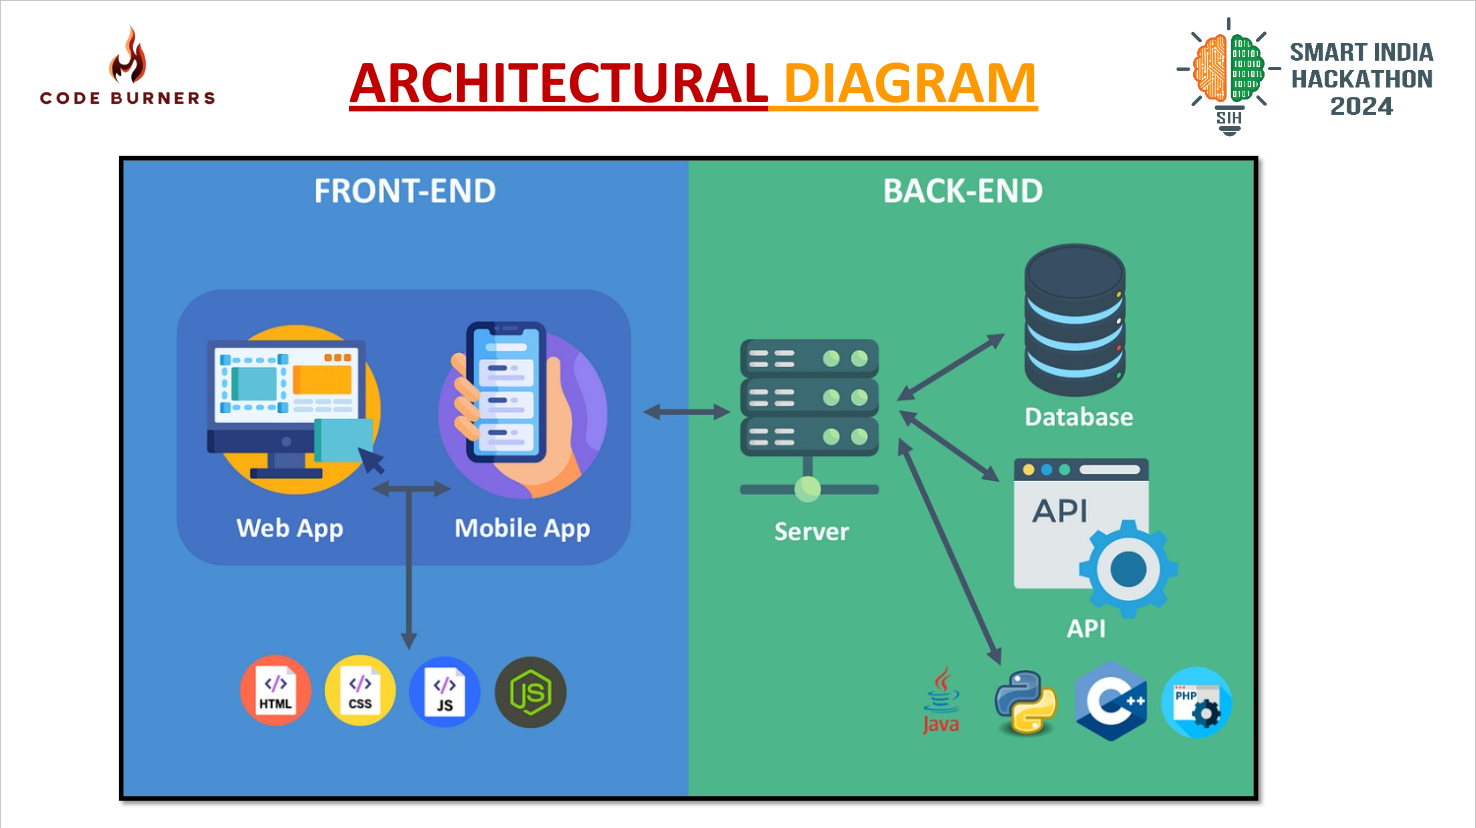 CODE BURNERS
ARCHITECTURAL DIAGRAM
SIH
SMART INDIA
HACKATHON
2024
FRONT-END
BACK-END
Web App
Mobile App
Server
Database
API
API
</> HTML
</> CSS
</> JS
JS
Java
C++
PHP